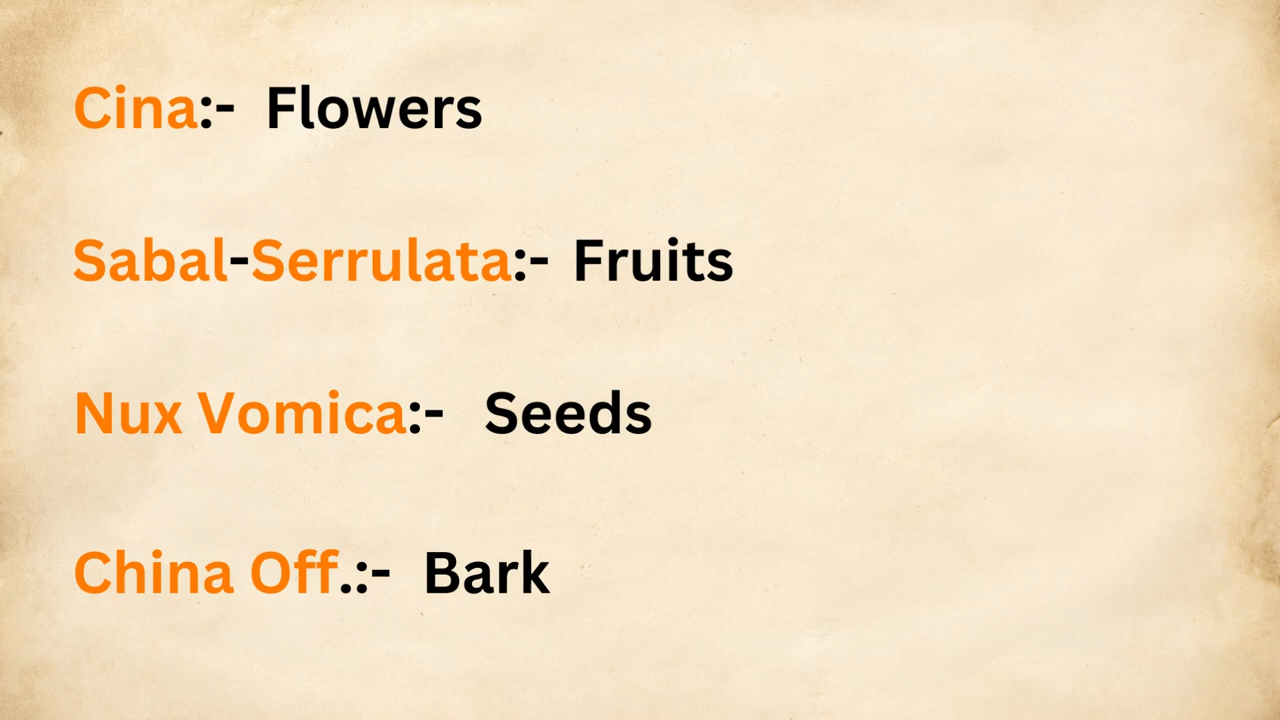 Cina:- Flowers
Sabal-Serrulata:- Fruits
Nux Vomica:- Seeds
China Off.:- Bark